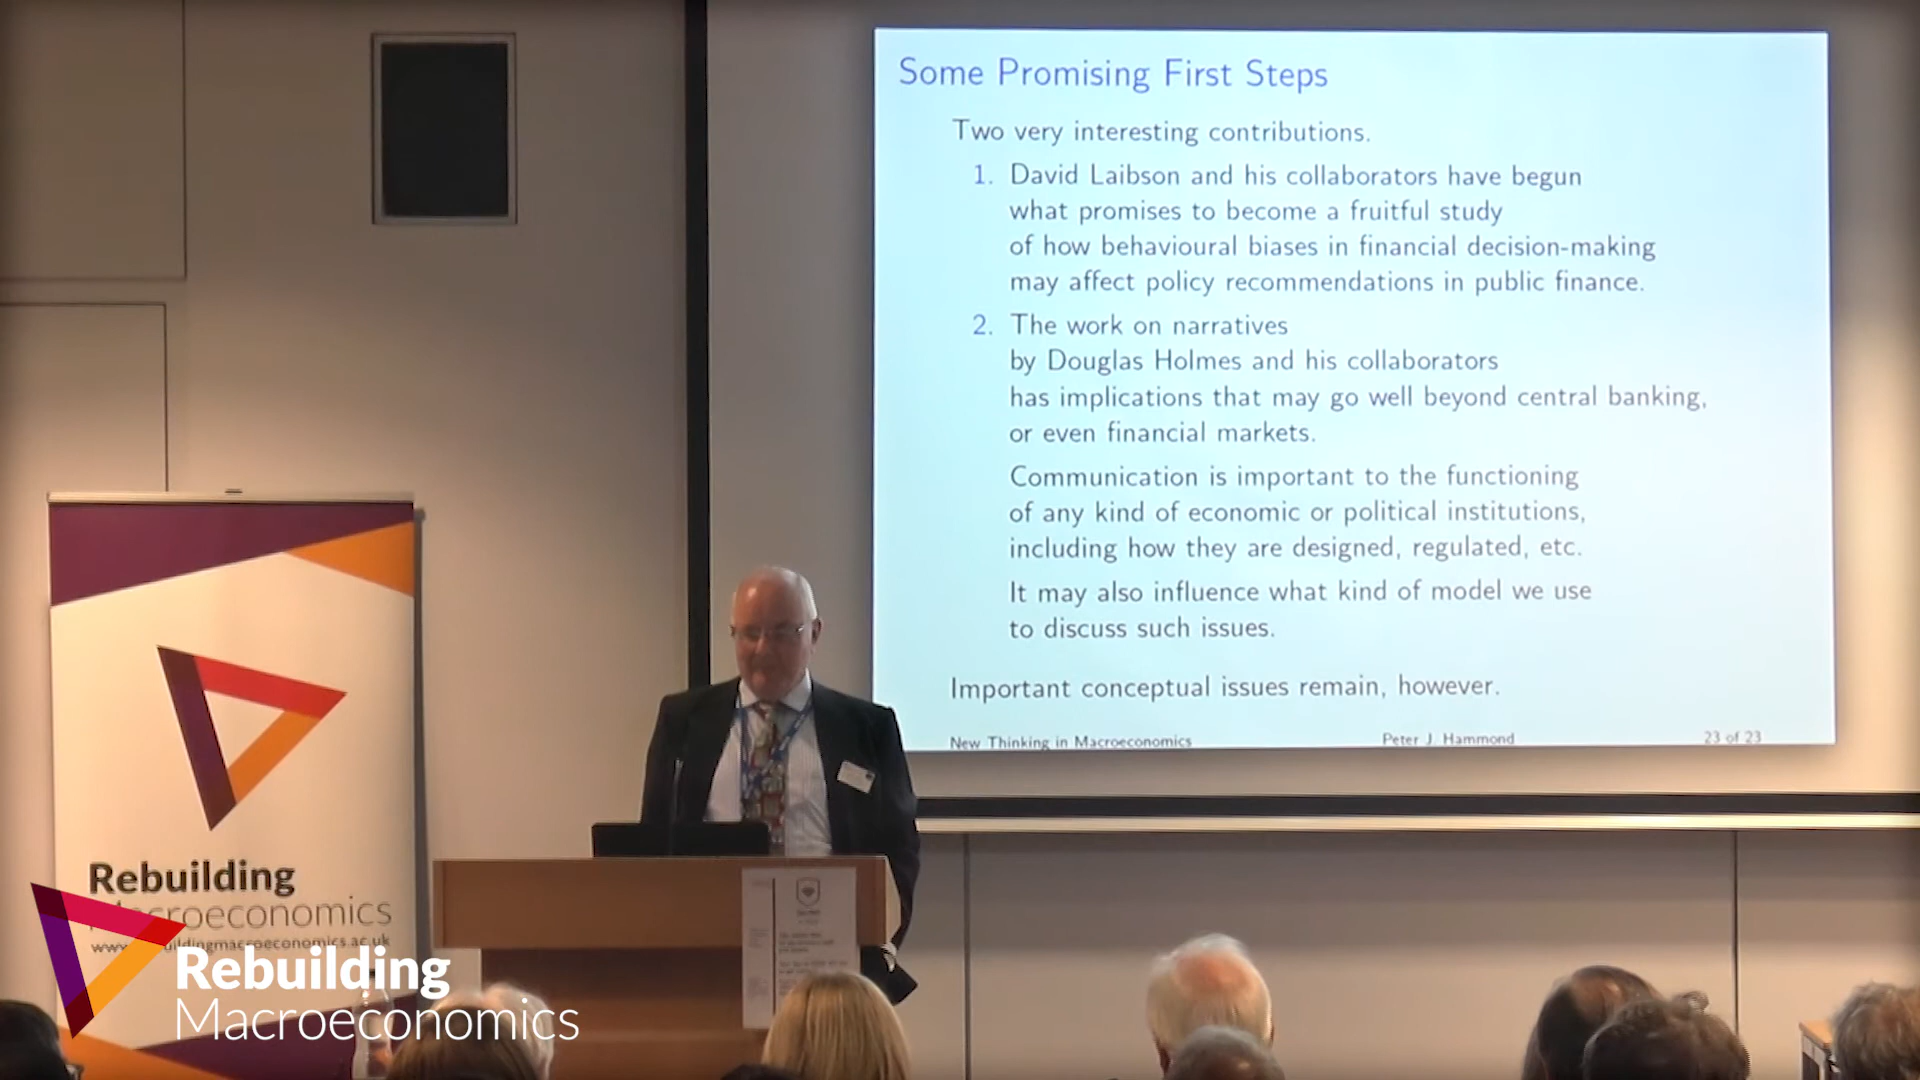 Some Promising First Steps
Two very interesting contributions.
1. David Laibson and his collaborators have begun
what promises to become a fruitful study
of how behavioural biases in financial decision-making
may affect policy recommendations in public finance.
2. The work on narratives
by Douglas Holmes and his collaborators
has implications that may go well beyond central banking,
or even financial markets.
Communication is important to the functioning
of any kind of economic or political institutions,
including how they are designed, regulated, etc.
It may also influence what kind of model we use
to discuss such issues.
Important conceptual issues remain, however.
New Thinking in Macroeconomics Peter J. Hammond 23 of 23
Rebuilding
Macroeconomics
Rebuilding
Macroeconomics